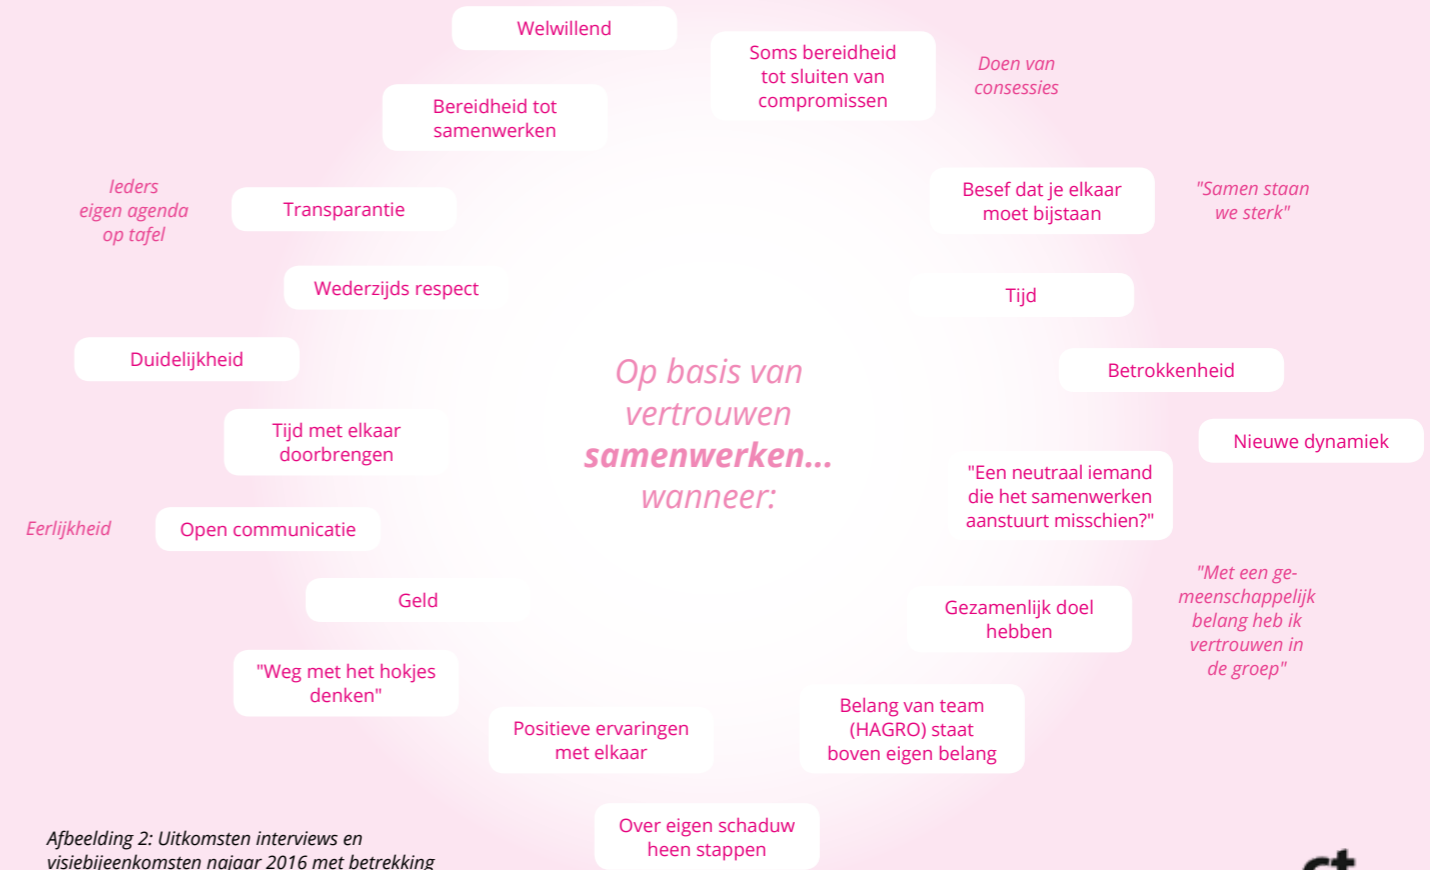 Welwillend
Soms bereidheid
tot sluiten van
compromissen
Doen van
consessies
Bereidheid tot
samenwerken
Ieders
eigen agenda
op tafel
Transparantie
Besef dat je elkaar
moet bijstaan
"Samen staan
we sterk"
Wederzijds respect
Tijd
Duidelijkheid
Betrokkenheid
Op basis van
vertrouwen
samenwerken...
wanneer:
Tijd met elkaar
doorbrengen
Nieuwe dynamiek
"Een neutraal iemand
die het samenwerken
aanstuurt misschien?"
Eerlijkheid
Open communicatie
Geld
Gezamenlijk doel
hebben
"Met een ge-
meenschappelijk
belang heb ik
vertrouwen in
de groep"
"Weg met het hokjes
denken"
Positieve ervaringen
met elkaar
Belang van team
(HAGRO) staat
boven eigen belang
Over eigen schaduw
heen stappen
Afbeelding 2: Uitkomsten interviews en
visiebijeenkomsten najaar 2016 met betrekking
ct